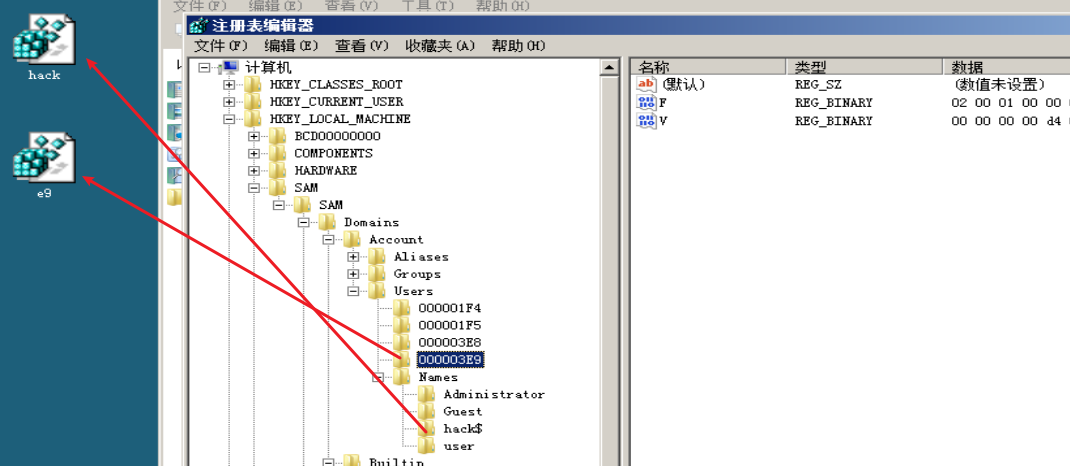 文件(F) 编辑(E) 查看(V) 工具(T) 帮助(H)
注册表编辑器
文件(F) 编辑(E) 查看(V) 收藏夹(A) 帮助(H)
hack
e9
计算机
HKEY_CLASSES_ROOT
HKEY_CURRENT_USER
HKEY_LOCAL_MACHINE
BCD00000000
COMPONENTS
HARDWARE
SAM
SAM
Domains
Account
Aliases
Groups
Users
000001F4
000001F5
000003E8
000003E9
Names
Administrator
Guest
hack$
user
Builtin
名称 类型 数据
(默认) REG_SZ (数值未设置)
F REG_BINARY 02 00 01 00 00
V REG_BINARY 00 00 00 00 d4